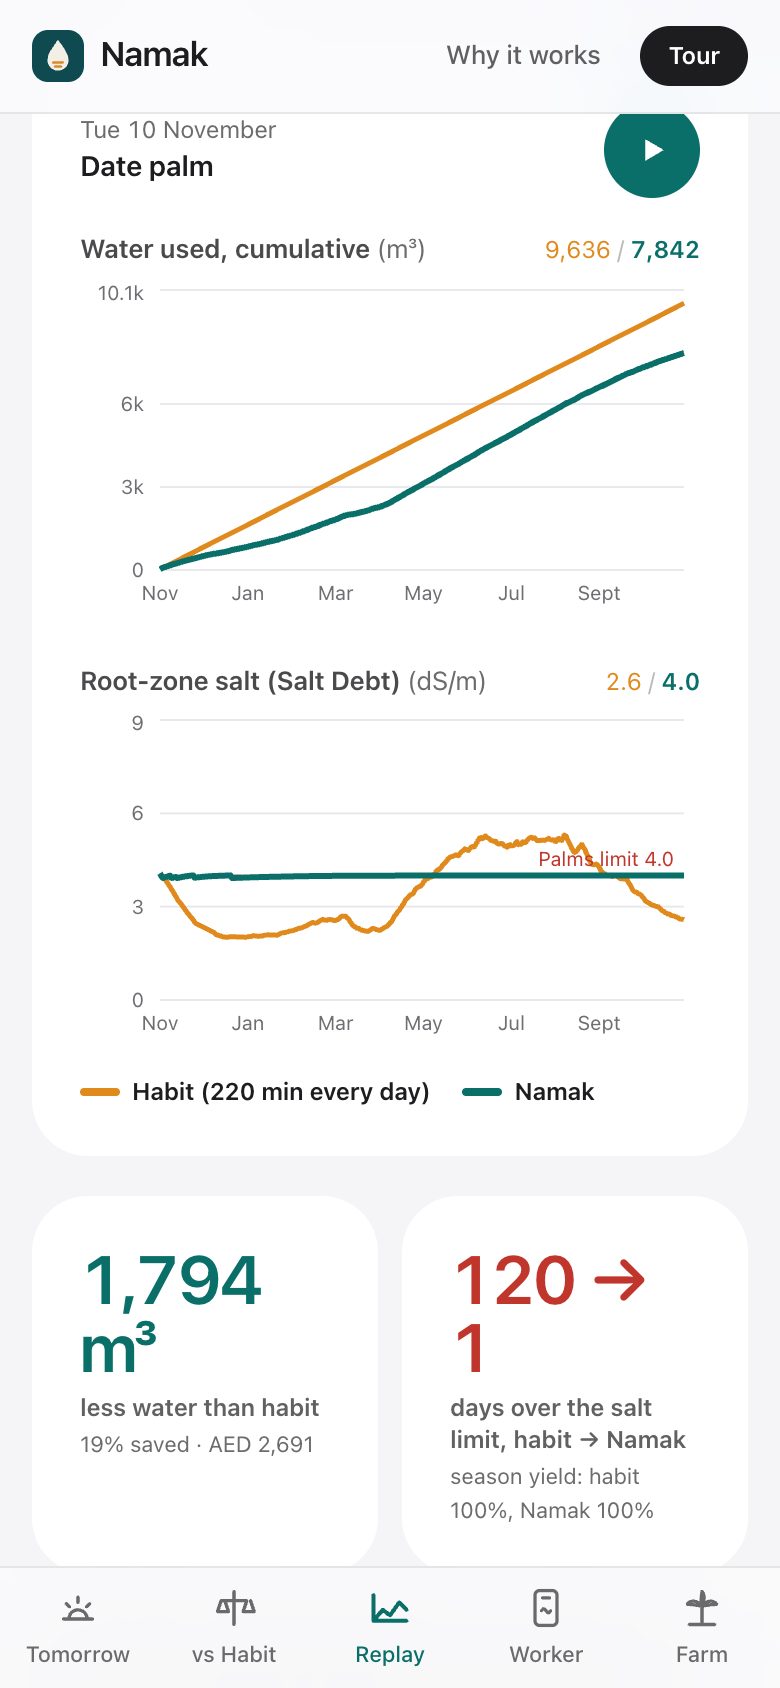 Namak
Why it works
Tour
Tue 10 November
Date palm
Water used, cumulative (m³)
9,636 / 7,842
10.1k
6k
3k
0
Nov Jan Mar May Jul Sept
Root-zone salt (Salt Debt) (dS/m)
2.6 / 4.0
9
6
Palms limit 4.0
3
0
Nov Jan Mar May Jul Sept
Habit (220 min every day)
Namak
1,794
m³
less water than habit
19% saved · AED 2,691
120 →
1
days over the salt
limit, habit → Namak
season yield: habit
100%, Namak 100%
Tomorrow
vs Habit
Replay
Worker
Farm